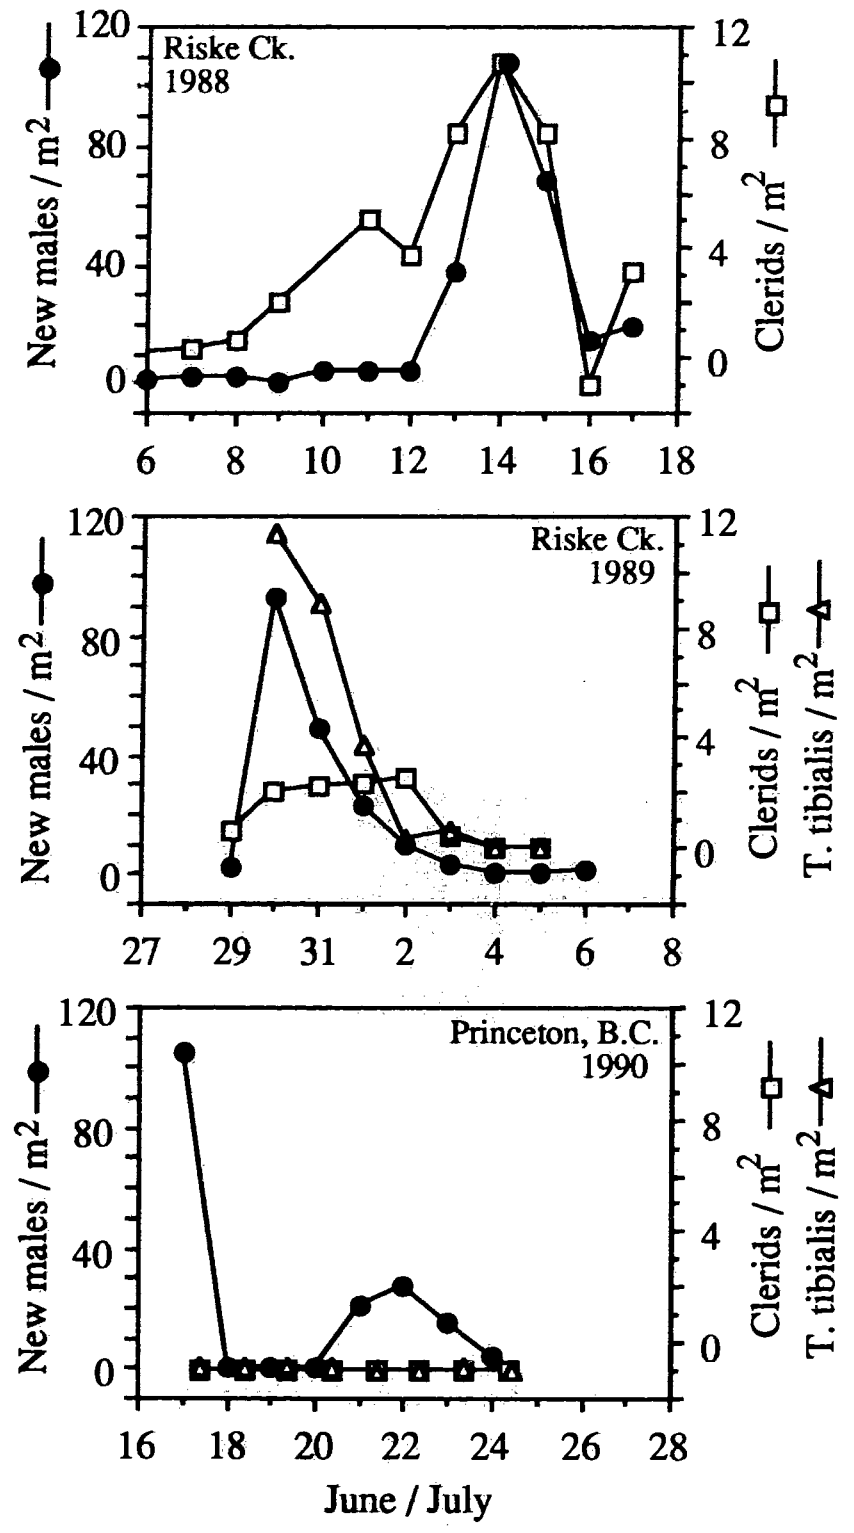 120
80
40
0
New males / m2
Riske Ck.
1988
12
8
4
0
Clerids / m2
6 8 10 12 14 16 18
120
80
40
0
New males / m2
Riske Ck.
1989
12
8
4
0
Clerids / m2
T. tibialis / m2
27 29 31 2 4 6 8
120
80
40
0
New males / m2
Princeton, B.C.
1990
12
8
4
0
Clerids / m2
T. tibialis / m2
16 18 20 22 24 26 28
June / July